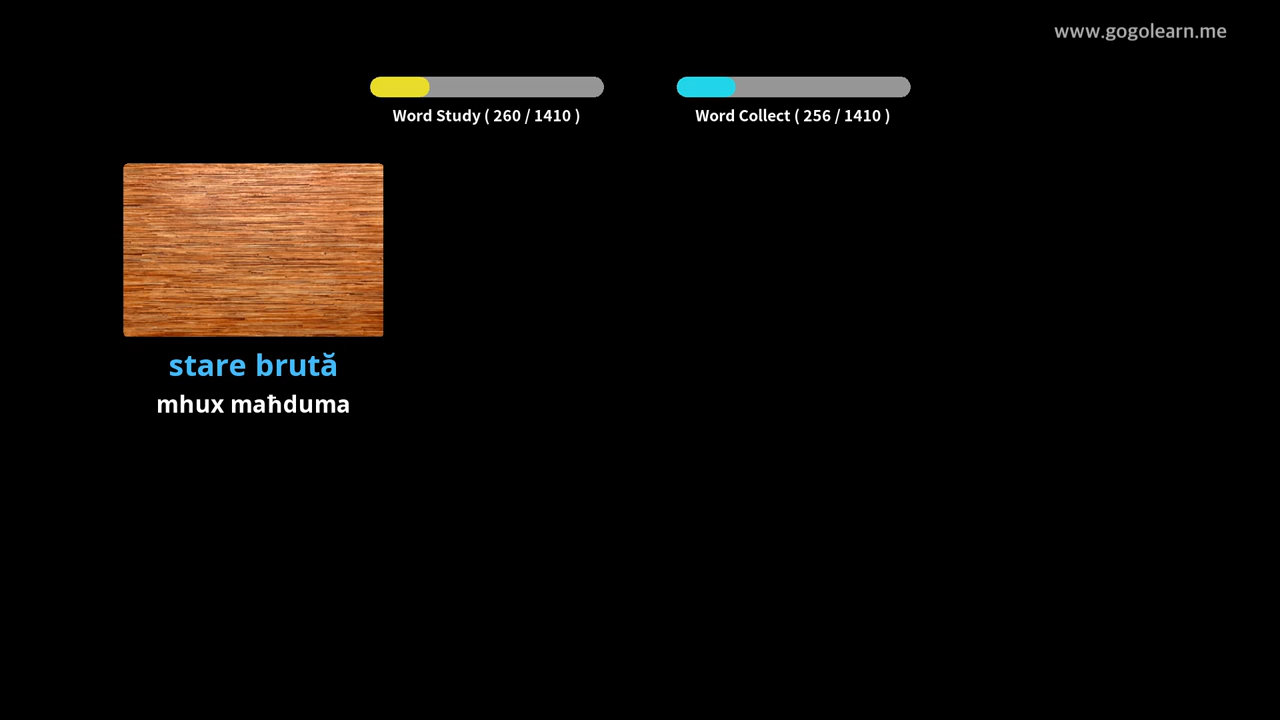 www.gogolearn.me
Word Study ( 260 / 1410 )
Word Collect ( 256 / 1410 )
stare brută
mhux maħduma